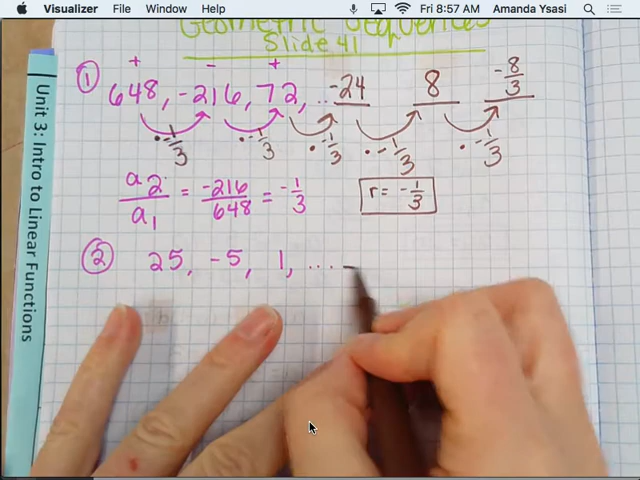 Visualizer File Window Help Fri 8:57 AM Amanda Ysasi
Geometric Sequences
Slide 41
Unit 3: Intro to Linear Functions
+ - +
① 648, -216, 72, ... -24 8 -8/3
·-1/3 ·-1/3 ·-1/3 ·-1/3 ·-1/3
a2/a1 = -216/648 = -1/3 r = -1/3
② 25, -5, 1, ....